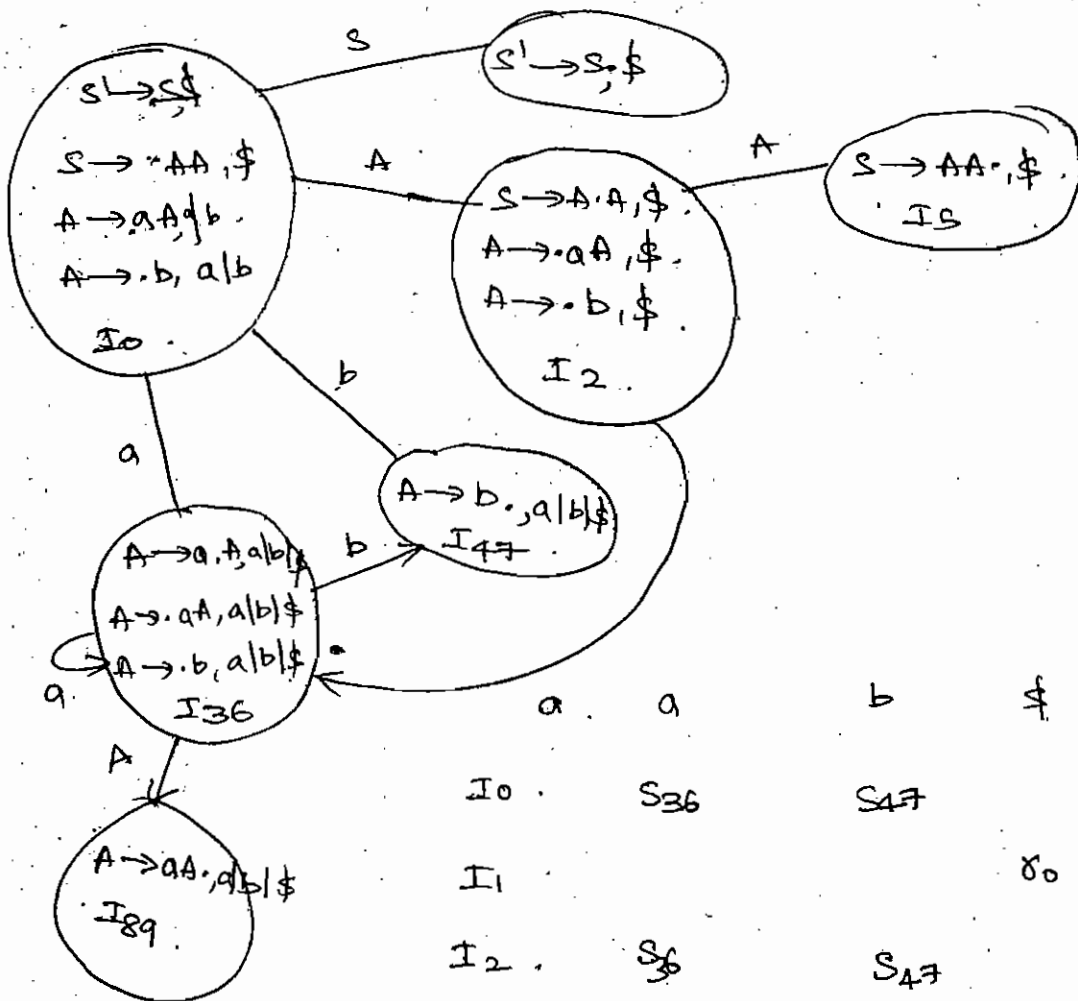 S
S' → S., $
S' → .S, $
S → .AA, $
A → .aA, a|b
A → .b, a|b
I0
A
S → A.A, $
A → .aA, $
A → .b, $
I2
A
S → AA., $
I5
b
a
A → b., a|b|$
I47
b
A → a.A, a|b|$
A → .aA, a|b|$
A → .b, a|b|$
I36
a
A
A → aA., a|b|$
I89
a a b $
I0 S36 S47
I1 r0
I2 S36 S47